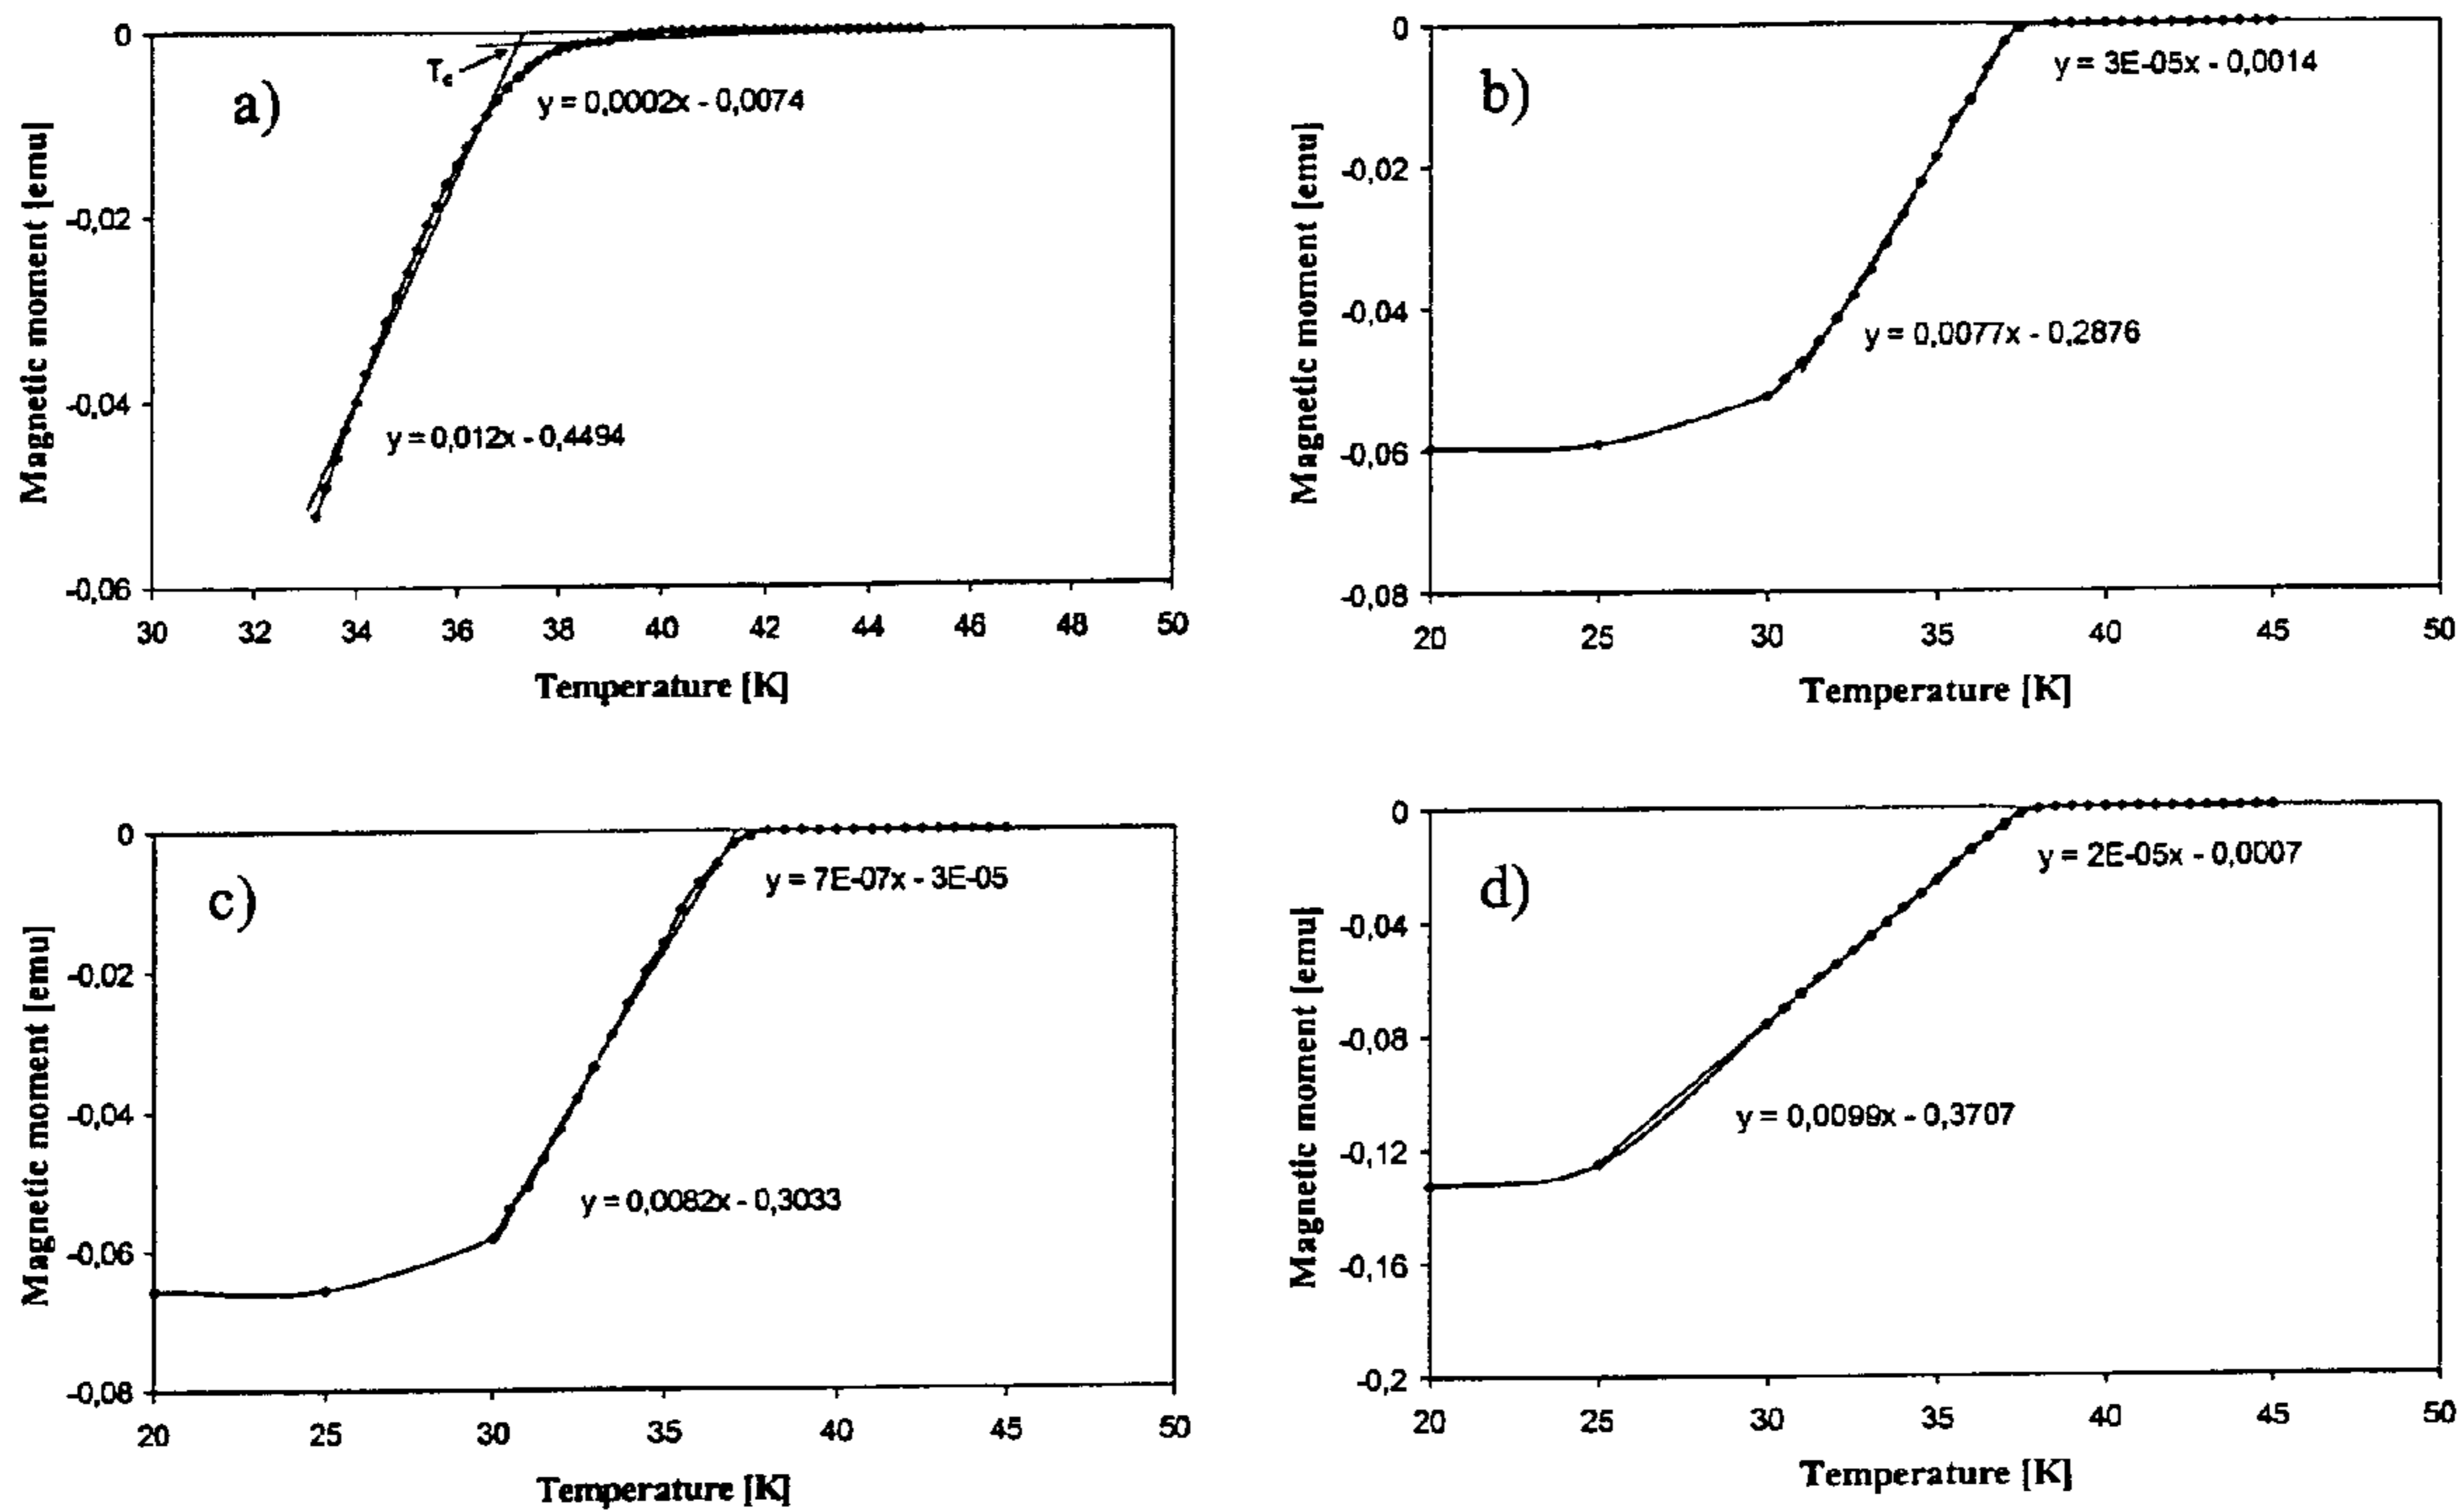 a)
Magnetic moment [emu]
0
-0,02
-0,04
-0,06
Tc
y = 0,0002x - 0,0074
y = 0,012x - 0,4494
30 32 34 36 38 40 42 44 46 48 50
Temperature [K]
b)
Magnetic moment [emu]
0
-0,02
-0,04
-0,06
-0,08
y = 3E-05x - 0,0014
y = 0,0077x - 0,2876
20 25 30 35 40 45 50
Temperature [K]
c)
Magnetic moment [emu]
0
-0,02
-0,04
-0,06
-0,08
y = 7E-07x - 3E-05
y = 0,0082x - 0,3033
20 25 30 35 40 45 50
Temperature [K]
d)
Magnetic moment [emu]
0
-0,04
-0,08
-0,12
-0,16
-0,2
y = 2E-05x - 0,0007
y = 0,0099x - 0,3707
20 25 30 35 40 45 50
Temperature [K]